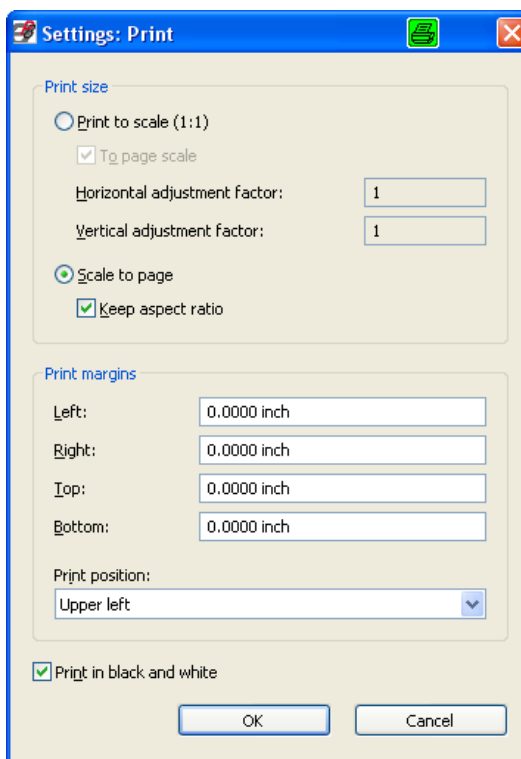 Settings: Print
Print size
Print to scale (1:1)
To page scale
Horizontal adjustment factor: 1
Vertical adjustment factor: 1
Scale to page
Keep aspect ratio
Print margins
Left: 0.0000 inch
Right: 0.0000 inch
Top: 0.0000 inch
Bottom: 0.0000 inch
Print position:
Upper left
Print in black and white
OK Cancel